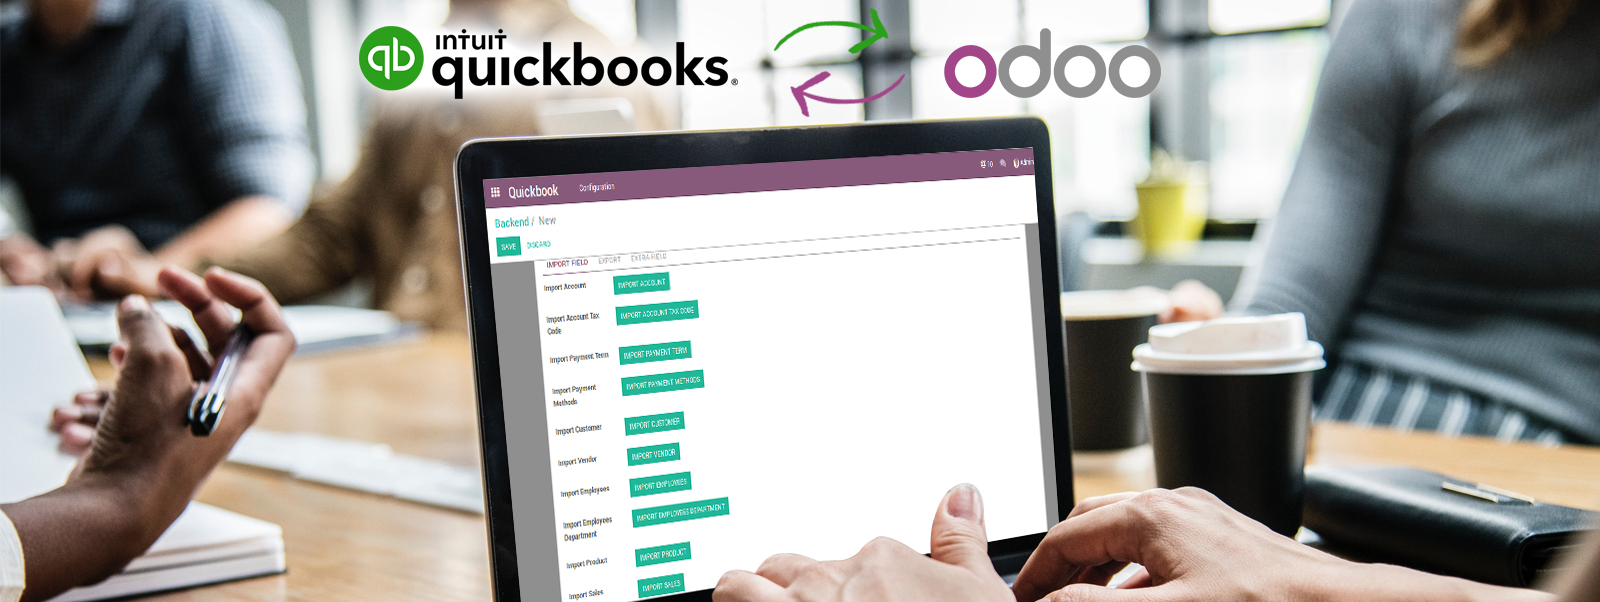 ıntuıt
quickbooks®
odoo
Quickbook Configuration
10 Admin
Backend / New
SAVE DISCARD
IMPORT FIELD EXPORT EXTRA FIELD
Import Account IMPORT ACCOUNT
Import Account Tax Code IMPORT ACCOUNT TAX CODE
Import Payment Term IMPORT PAYMENT TERM
Import Payment Methods IMPORT PAYMENT METHODS
Import Customer IMPORT CUSTOMER
Import Vendor IMPORT VENDOR
Import Employees IMPORT EMPLOYEES
Import Employees Department IMPORT EMPLOYEES DEPARTMENT
Import Product IMPORT PRODUCT
Import Sales IMPORT SALES